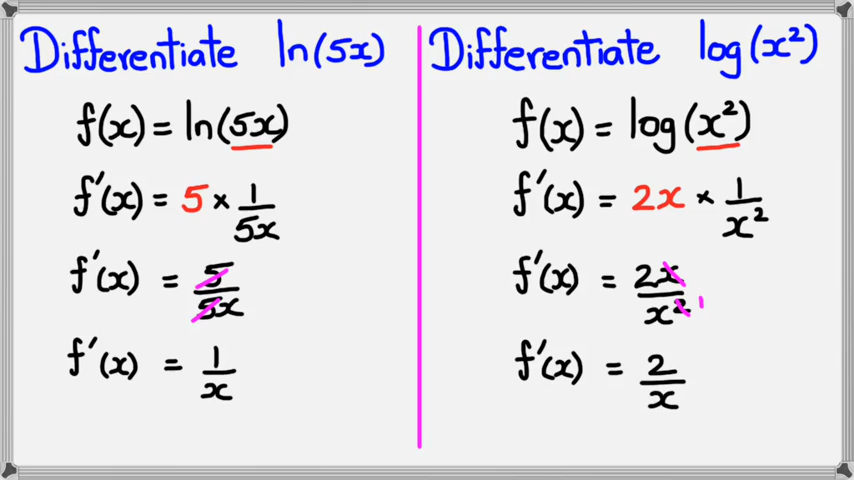 Differentiate ln(5x)
f(x) = ln(5x)
f'(x) = 5 × 1/5x
f'(x) = 5/5x
f'(x) = 1/x
Differentiate log(x²)
f(x) = log(x²)
f'(x) = 2x × 1/x²
f'(x) = 2x/x² 1
f'(x) = 2/x